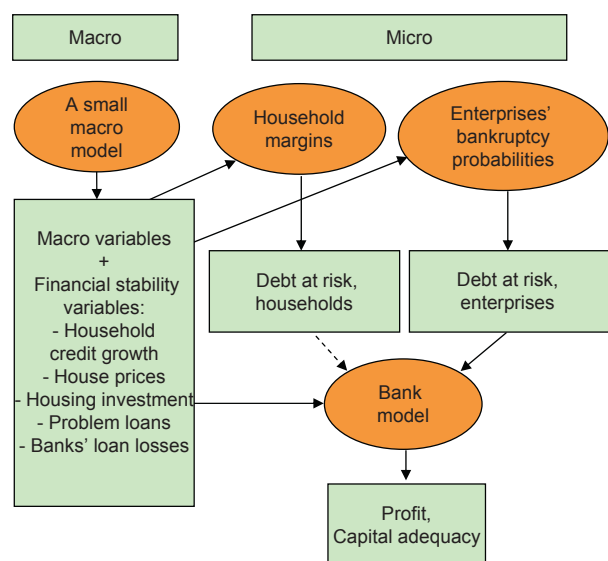 Macro
Micro
A small
macro
model
Household
margins
Enterprises’
bankruptcy
probabilities
Macro variables
+
Financial stability
variables:
- Household
credit growth
- House prices
- Housing investment
- Problem loans
- Banks’ loan losses
Debt at risk,
households
Debt at risk,
enterprises
Bank
model
Profit,
Capital adequacy